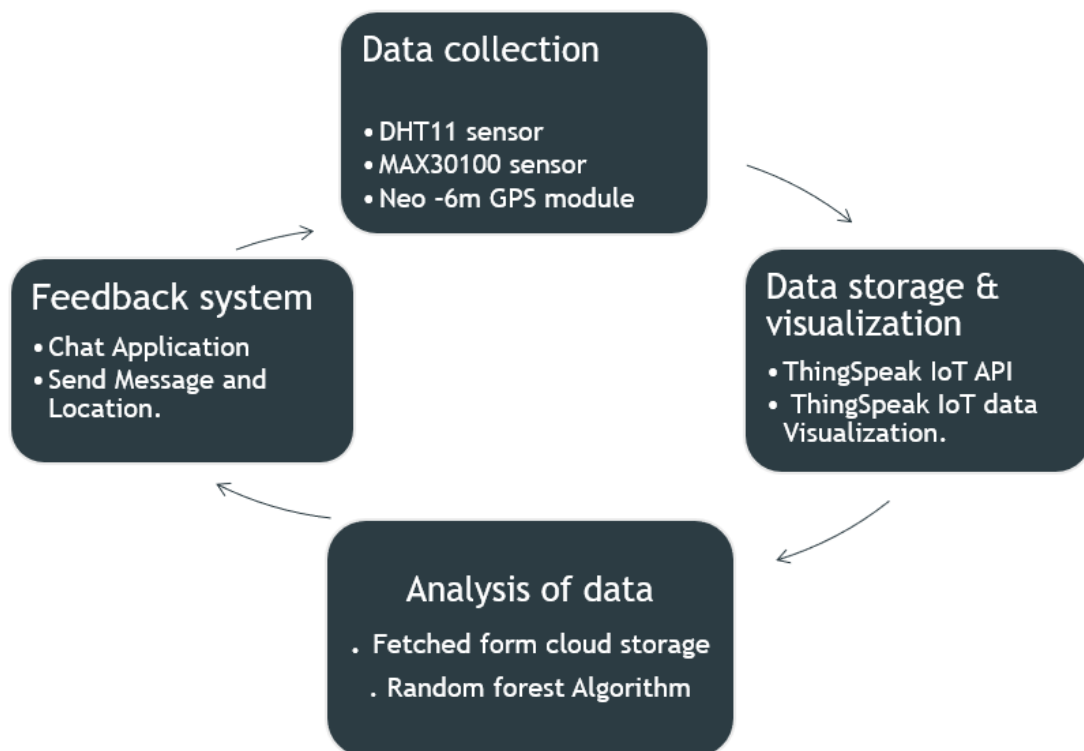 Data collection
• DHT11 sensor
• MAX30100 sensor
• Neo -6m GPS module
Data storage &
visualization
• ThingSpeak IoT API
• ThingSpeak IoT data
Visualization.
Analysis of data
. Fetched form cloud storage
. Random forest Algorithm
Feedback system
• Chat Application
• Send Message and
Location.